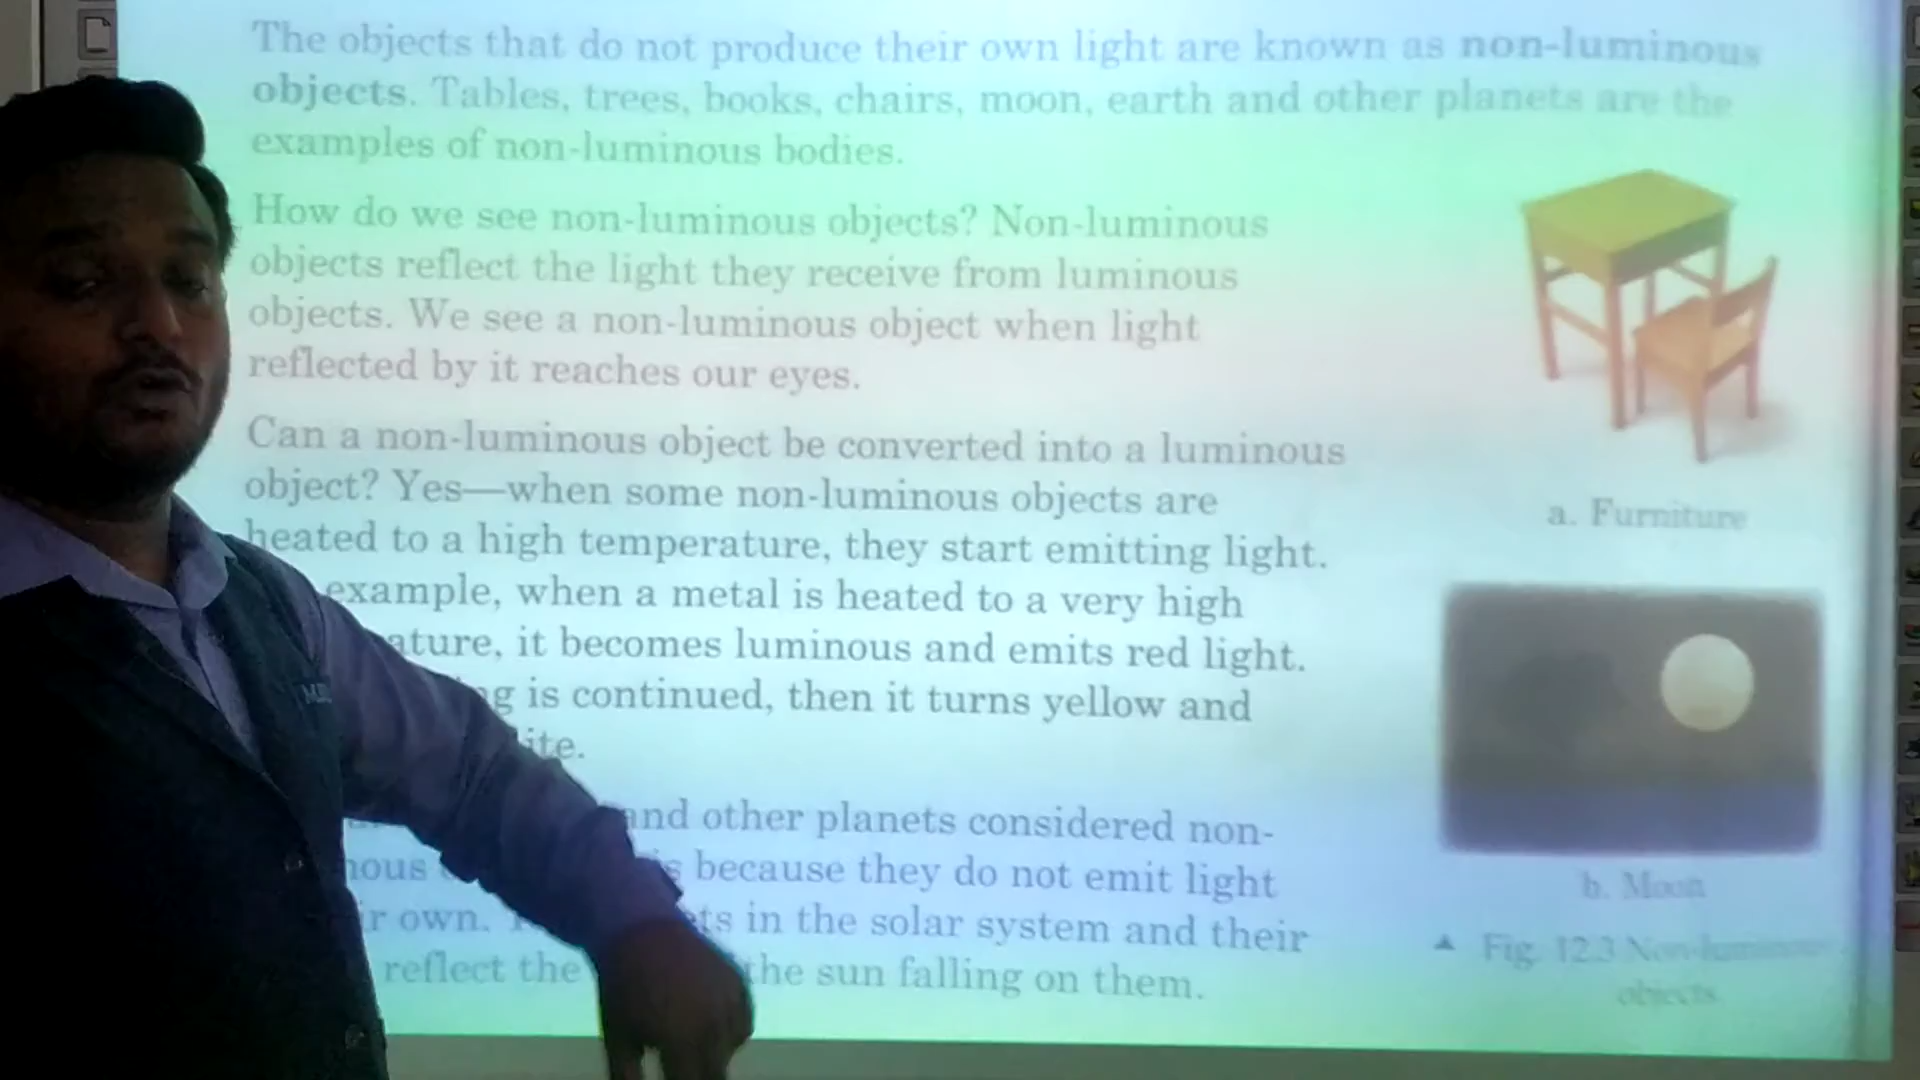 The objects that do not produce their own light are known as non-luminous
objects. Tables, trees, books, chairs, moon, earth and other planets are the
examples of non-luminous bodies.
How do we see non-luminous objects? Non-luminous
objects reflect the light they receive from luminous
objects. We see a non-luminous object when light
reflected by it reaches our eyes.
Can a non-luminous object be converted into a luminous
object? Yes—when some non-luminous objects are
heated to a high temperature, they start emitting light.
example, when a metal is heated to a very high
ature, it becomes luminous and emits red light.
is continued, then it turns yellow and
ite.
and other planets considered non-
because they do not emit light
own. in the solar system and their
reflect the the sun falling on them.
a. Furniture
b. Moon
▲ Fig. 12.3 Non-luminous
objects